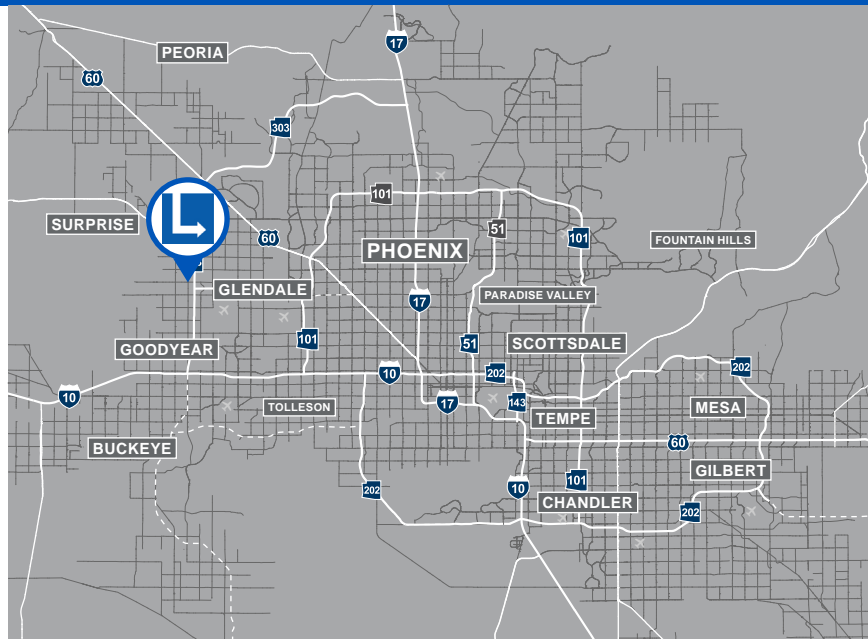 17
PEORIA
60
303
101
SURPRISE
51
60
101
FOUNTAIN HILLS
PHOENIX
GLENDALE
PARADISE VALLEY
17
101
51
SCOTTSDALE
GOODYEAR
202
10
202
10
17
143
TOLLESON
MESA
TEMPE
60
BUCKEYE
GILBERT
101
10
202
CHANDLER
202